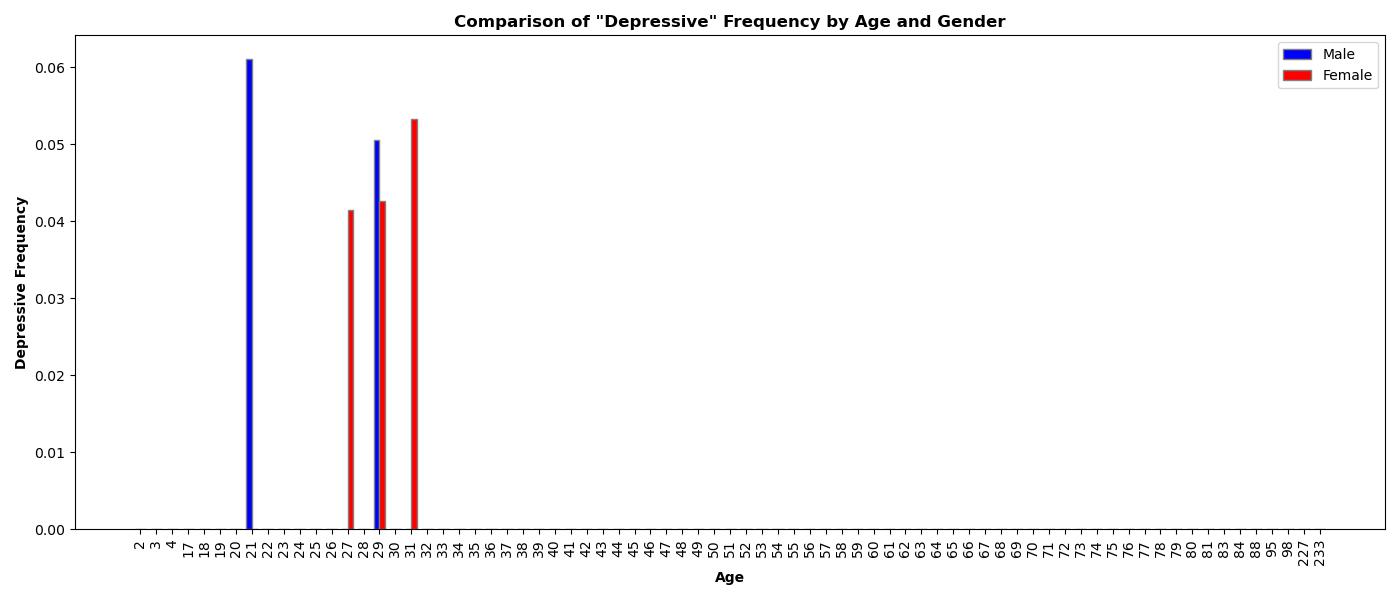 Comparison of "Depressive" Frequency by Age and Gender
Male
Female
Depressive Frequency
0.06
0.05
0.04
0.03
0.02
0.01
0.00
2 3 4 17 18 19 20 21 22 23 24 25 26 27 28 29 30 31 32 33 34 35 36 37 38 39 40 41 42 43 44 45 46 47 48 49 50 51 52 53 54 55 56 57 58 59 60 61 62 63 64 65 66 67 68 69 70 71 72 73 74 75 76 77 78 79 80 81 83 84 88 95 98 227 233
Age